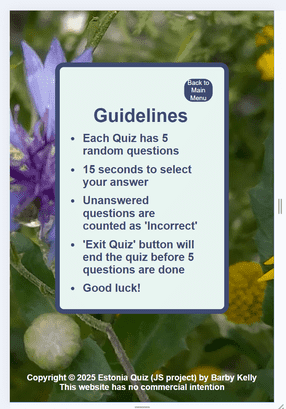 Back to
Main
Menu
Guidelines
• Each Quiz has 5
random questions
• 15 seconds to select
your answer
• Unanswered
questions are
counted as 'Incorrect'
• 'Exit Quiz' button will
end the quiz before 5
questions are done
• Good luck!
Copyright © 2025 Estonia Quiz (JS project) by Barby Kelly
This website has no commercial intention